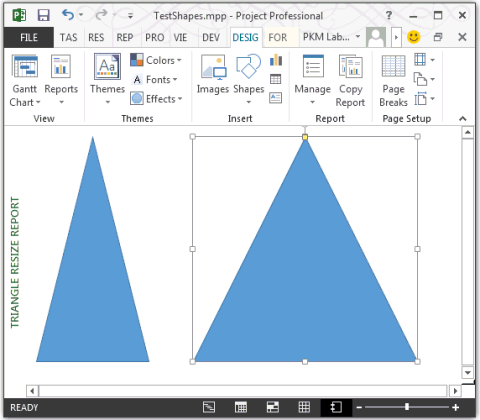 TestShapes.mpp - Project Professional
FILE TAS RES REP PRO VIE DEV DESIG FOR PKM Lab...
Gantt Chart Reports
View
Themes Colors Fonts Effects
Themes
Images Shapes
Insert
Manage Copy Report
Report
Page Breaks
Page Setup
TRIANGLE RESIZE REPORT
READY